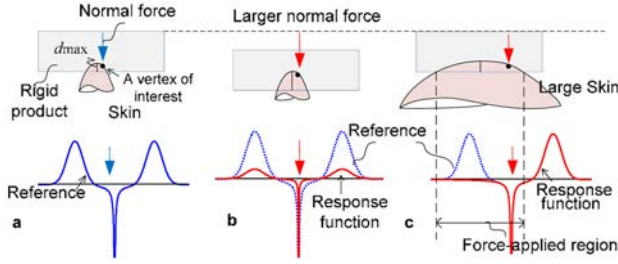 Normal force
Larger normal force
dmax
A vertex of
interest
Rigid
product
Skin
Large Skin
Reference
Reference
Response
function
Response
function
a
b
c
Force-applied region